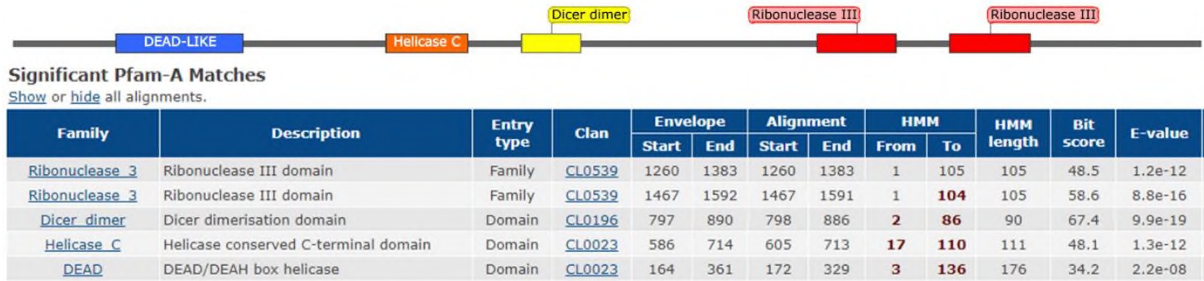 Dicer dimer Ribonuclease III Ribonuclease III
DEAD-LIKE Helicase C
Significant Pfam-A Matches
Show or hide all alignments.
Family Description Entry type Clan Envelope Alignment HMM HMM length Bit score E-value
Start End Start End From To
Ribonuclease_3 Ribonuclease III domain Family CL0539 1260 1383 1260 1383 1 105 105 48.5 1.2e-12
Ribonuclease_3 Ribonuclease III domain Family CL0539 1467 1592 1467 1591 1 104 105 58.6 8.8e-16
Dicer_dimer Dicer dimerisation domain Domain CL0196 797 890 798 886 2 86 90 67.4 9.9e-19
Helicase_C Helicase conserved C-terminal domain Domain CL0023 586 714 605 713 17 110 111 48.1 1.3e-12
DEAD DEAD/DEAH box helicase Domain CL0023 164 361 172 329 3 136 176 34.2 2.2e-08